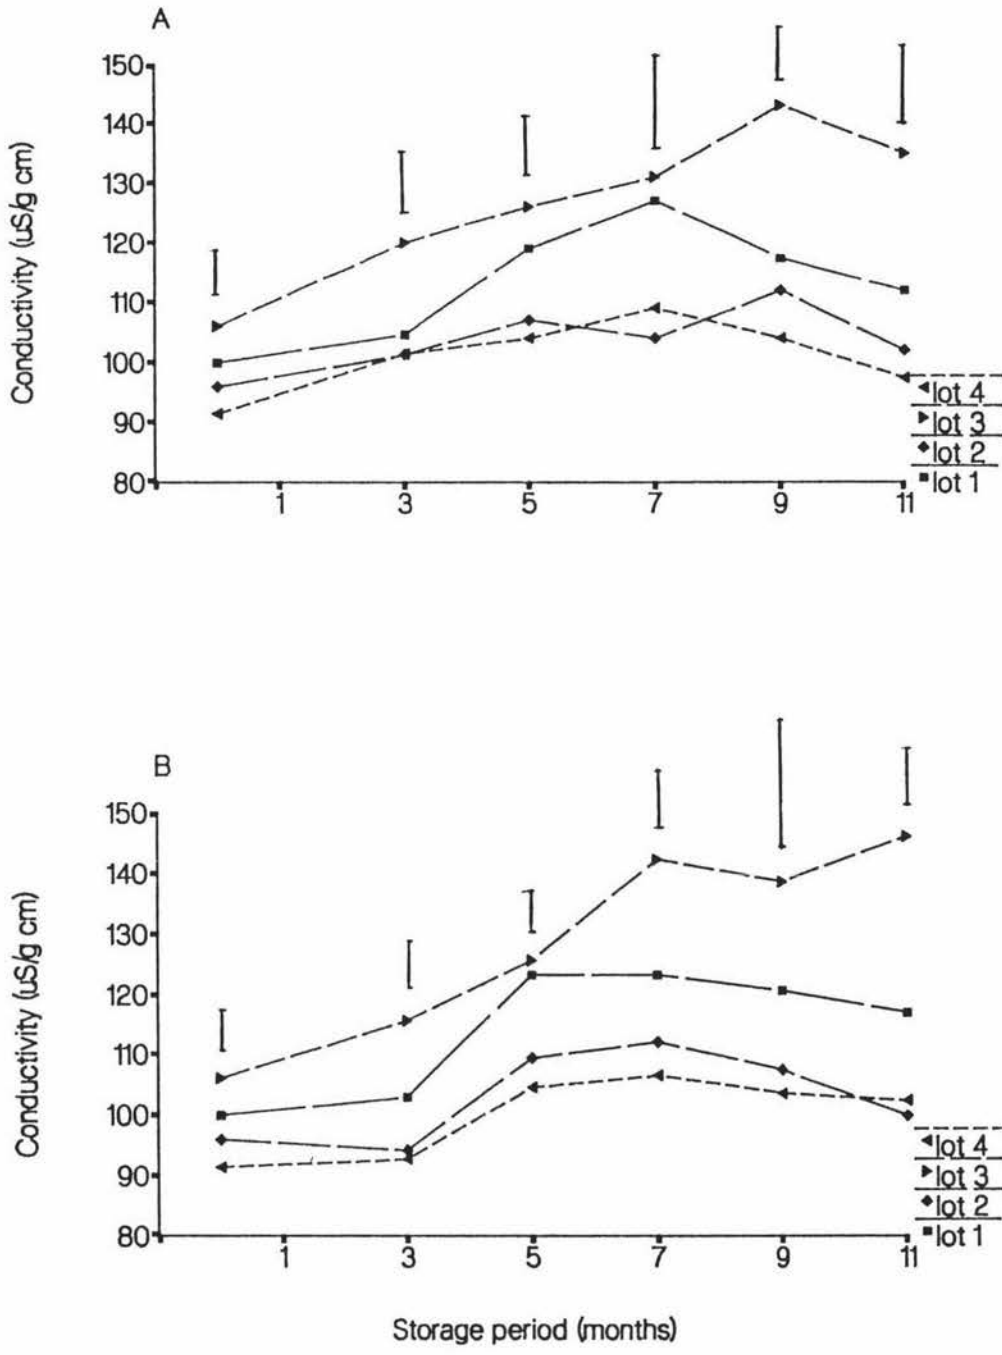 A
Conductivity (uS/g cm)
150
140
130
120
110
100
90
80
1 3 5 7 9 11
lot 4
lot 3
lot 2
lot 1
B
Conductivity (uS/g cm)
150
140
130
120
110
100
90
80
1 3 5 7 9 11
lot 4
lot 3
lot 2
lot 1
Storage period (months)